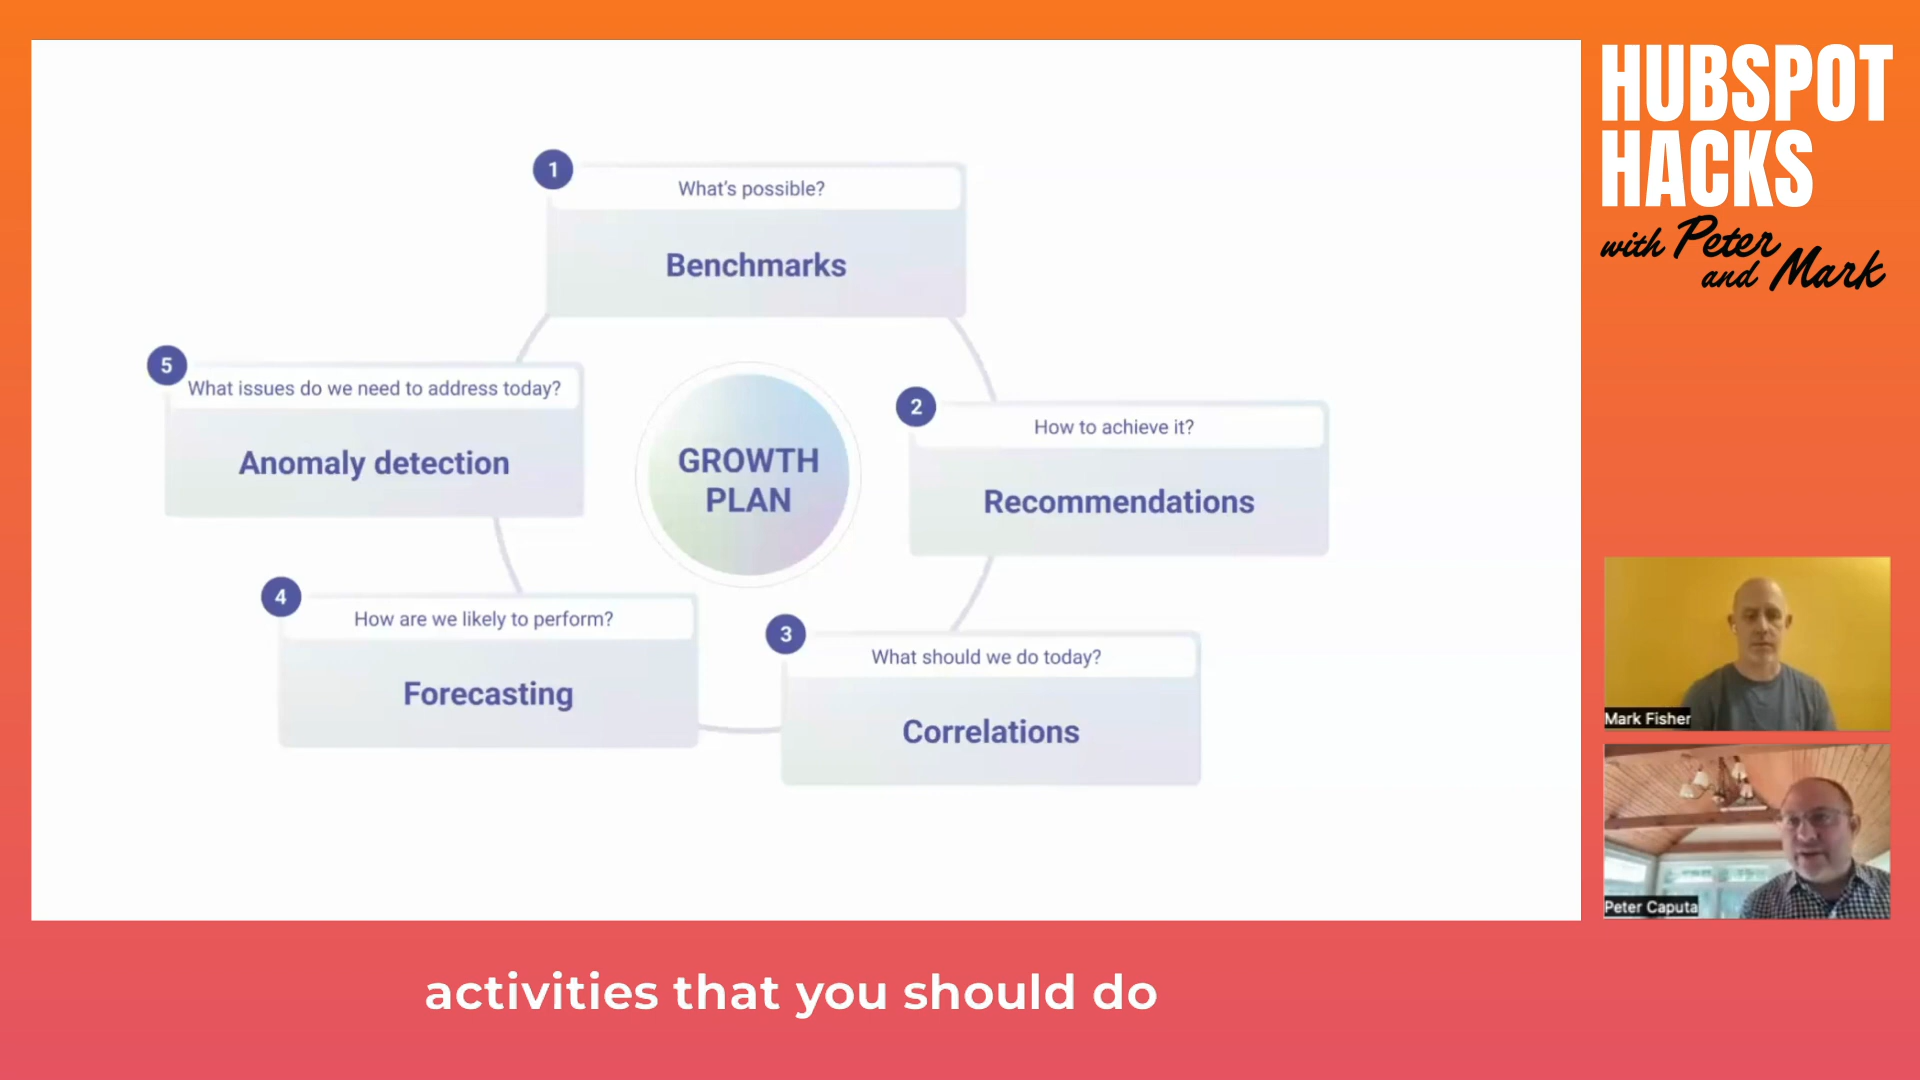 HUBSPOT
HACKS
with Peter
and Mark
1
What's possible?
Benchmarks
2
How to achieve it?
Recommendations
3
What should we do today?
Correlations
4
How are we likely to perform?
Forecasting
5
What issues do we need to address today?
Anomaly detection
GROWTH
PLAN
Mark Fisher
Peter Caputa
activities that you should do